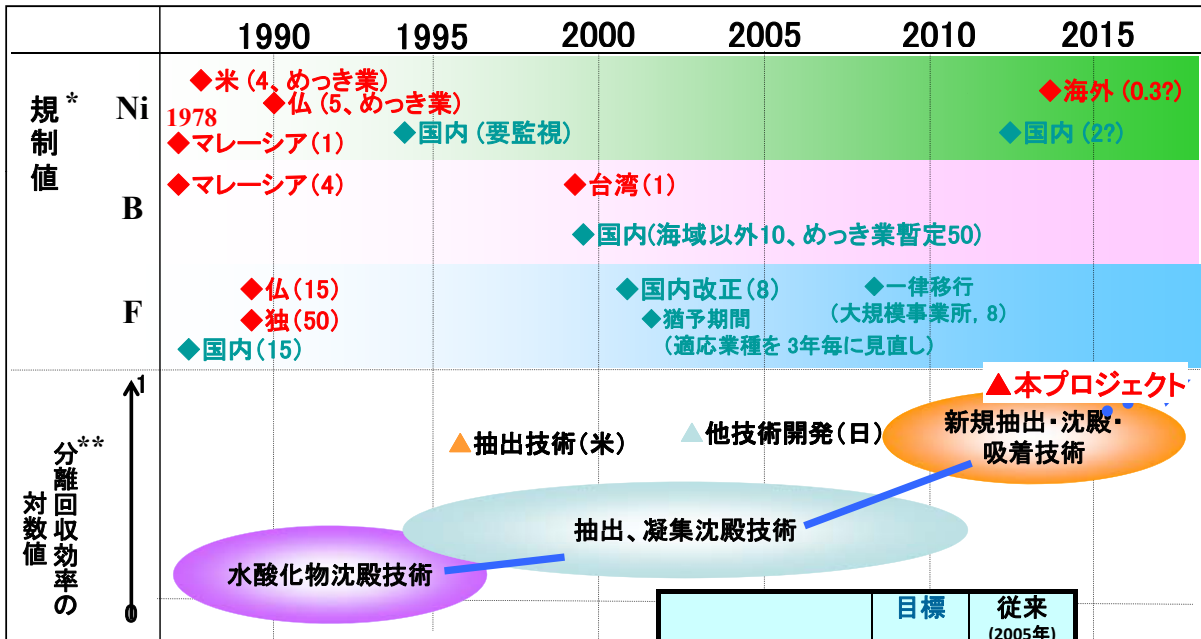 1990 1995 2000 2005 2010 2015
規制値*
Ni
◆米(4、めっき業)
◆仏(5、めっき業)
1978
◆マレーシア(1)
◆国内(要監視)
◆海外(0.3?)
◆国内(2?)
B
◆マレーシア(4)
◆台湾(1)
◆国内(海域以外10、めっき業暫定50)
F
◆仏(15)
◆独(50)
◆国内(15)
◆国内改正(8)
◆猶予期間
(適応業種を3年毎に見直し)
◆一律移行
(大規模事業所, 8)
分離回収効率の**
対数値
1
0
▲本プロジェクト
▲抽出技術(米)
▲他技術開発(日)
新規抽出・沈殿・
吸着技術
抽出、凝集沈殿技術
水酸化物沈殿技術
目標 従来
(2005年)